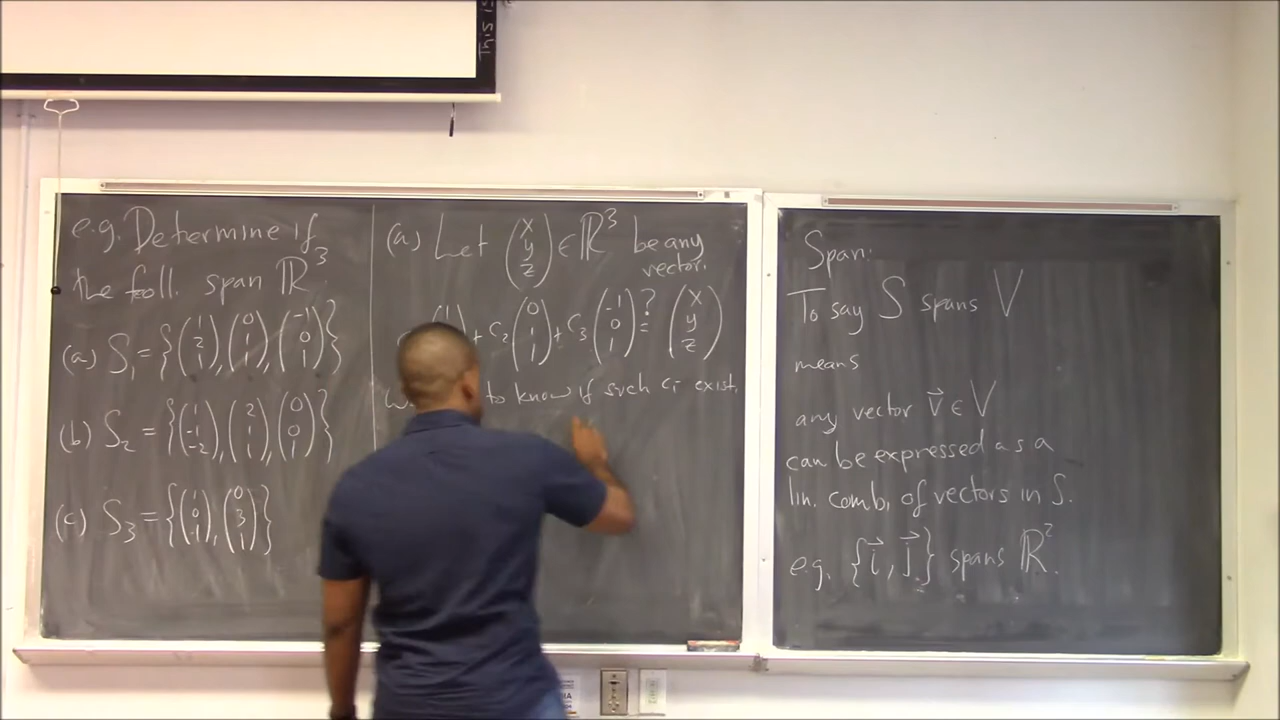 This is
e.g. Determine if
the foll. span ℝ³
(a) S₁ = {(1 2 1), (0 1 1), (-1 0 1)}
(b) S₂ = {(1 -1 -2), (2 1 1), (0 0 1)}
(c) S₃ = {(1 0 -1), (0 3 1)}
(a) Let (x y z) ∈ ℝ³ be any
vector.
+ c₂ (0 1 1) + c₃ (-1 0 1) ?= (x y z)
to know if such cᵢ exist.
Span:
To say S spans V
means
any vector v⃗ ∈ V
can be expressed as a
lin. comb. of vectors in S.
e.g. {i⃗, j⃗} spans ℝ².